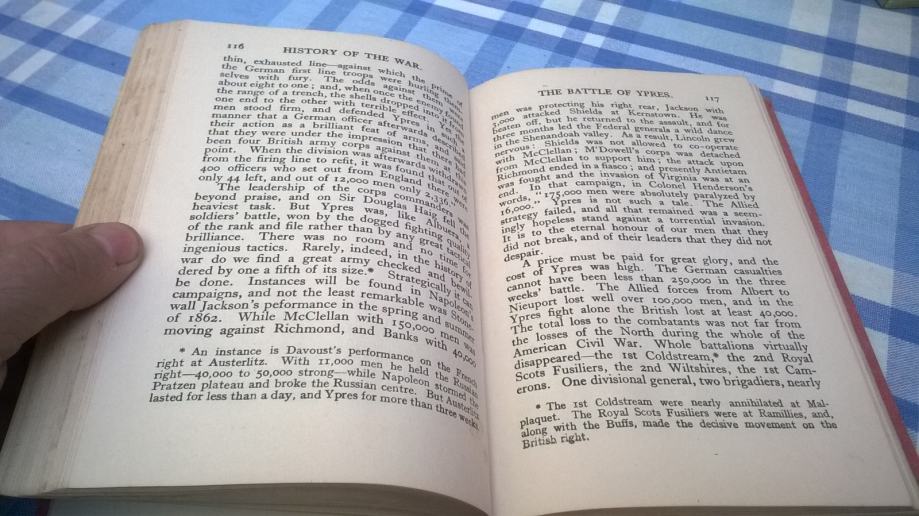 116
HISTORY OF THE WAR.
thin, exhausted line—against which the prime of
the German first line troops were hurling them-
selves with fury. The odds against them were
about eight to one; and, when once the enemy found
the range of a trench, the shells dropped into it from
one end to the other with terrible effect. Yet the
men stood firm, and defended Ypres in such a
manner that a German officer afterwards described
their action as a brilliant feat of arms, and said
that they were under the impression that there had
been four British army corps against them at this
point. When the division was afterwards withdrawn
from the firing line to refit, it was found that out of
400 officers who set out from England there were
only 44 left, and out of 12,000 men only 2,336."
The leadership of the corps commanders was
beyond praise, and on Sir Douglas Haig fell the
heaviest task. But Ypres was, like Albuera, a
soldiers' battle, won by the dogged fighting quality
of the rank and file rather than by any great tactical
brilliance. There was no room and no time for
ingenious tactics. Rarely, indeed, in the history of
war do we find a great army checked and bewil-
dered by one a fifth of its size.* Strategically it can
be done. Instances will be found in Napoleon's
campaigns, and not the least remarkable was Stone-
wall Jackson's peformance in the spring and summer
of 1862. While McClellan with 150,000 men was
moving against Richmond, and Banks with 40,000
* An instance is Davoust's performance on the French
right at Austerlitz. With 11,000 men he held the Russian
right—40,000 to 50,000 strong—while Napoleon stormed the
Pratzen plateau and broke the Russian centre. But Austerlitz
lasted for less than a day, and Ypres for more than three weeks.
THE BATTLE OF YPRES.
117
men was protecting his right rear, Jackson with
3,000 attacked Shields at Kernstown. He was
beaten off, but he returned to the assault, and for
three months led the Federal generals a wild dance
in the Shenandoah valley. As a result, Lincoln grew
nervous: Shields was not allowed to co-operate
with McClellan; M'Dowell's corps was detached
from McClellan to support him; the attack upon
Richmond ended in a fiasco; and presently Antietam
was fought and the invasion of Virginia was at an
end. In that campaign, in Colonel Henderson's
words, "175,000 men were absolutely paralyzed by
16,000." Ypres is not such a tale. The Allied
strategy failed, and all that remained was a seem-
ingly hopeless stand against a torrential invasion.
It is to the eternal honour of our men that they
did not break, and of their leaders that they did not
despair.
A price must be paid for great glory, and the
cost of Ypres was high. The German casualties
cannot have been less than 250,000 in the three
weeks' battle. The Allied forces from Albert to
Nieuport lost well over 100,000 men, and in the
Ypres fight alone the British lost at least 40,000.
The total loss to the combatants was not far from
the losses of the North during the whole of the
American Civil War. Whole battalions virtually
disappeared—the 1st Coldstream,* the 2nd Royal
Scots Fusiliers, the 2nd Wiltshires, the 1st Cam-
erons. One divisional general, two brigadiers, nearly
* The 1st Coldstream were nearly annihilated at Mal-
plaquet. The Royal Scots Fusiliers were at Ramillies, and,
along with the Buffs, made the decisive movement on the
British right.